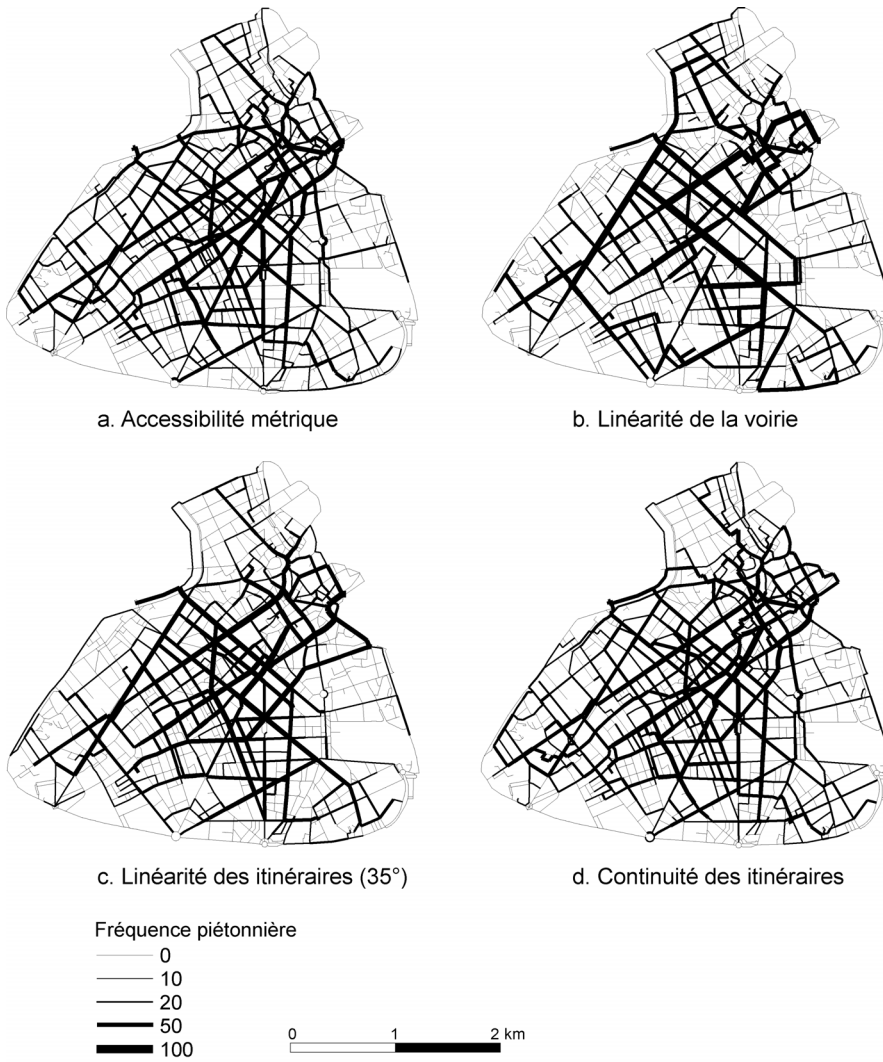 a. Accessibilité métrique
b. Linéarité de la voirie
c. Linéarité des itinéraires (35°)
d. Continuité des itinéraires
Fréquence piétonnière
0
10
20
50
100
0 1 2 km